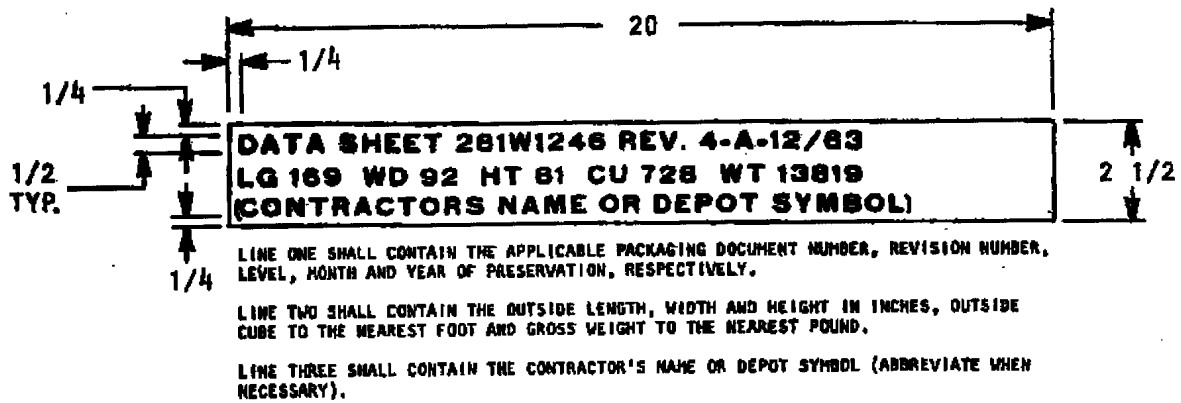 20
1/4
1/4
DATA SHEET 281W1246 REV. 4-A-12/83
1/2
TYP.
LG 169 WD 92 HT 81 CU 728 WT 13819
2 1/2
(CONTRACTORS NAME OR DEPOT SYMBOL)
1/4
LINE ONE SHALL CONTAIN THE APPLICABLE PACKAGING DOCUMENT NUMBER, REVISION NUMBER,
LEVEL, MONTH AND YEAR OF PRESERVATION, RESPECTIVELY.
LINE TWO SHALL CONTAIN THE OUTSIDE LENGTH, WIDTH AND HEIGHT IN INCHES, OUTSIDE
CUBE TO THE NEAREST FOOT AND GROSS WEIGHT TO THE NEAREST POUND.
LINE THREE SHALL CONTAIN THE CONTRACTOR'S NAME OR DEPOT SYMBOL (ABBREVIATE WHEN
NECESSARY).